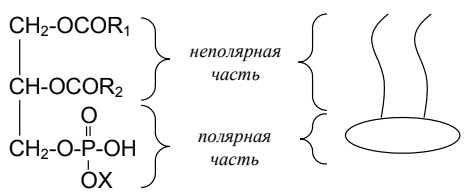 CH₂-OCOR₁
неполярная
часть
CH-OCOR₂
O
полярная
часть
CH₂-O-P-OH
OX